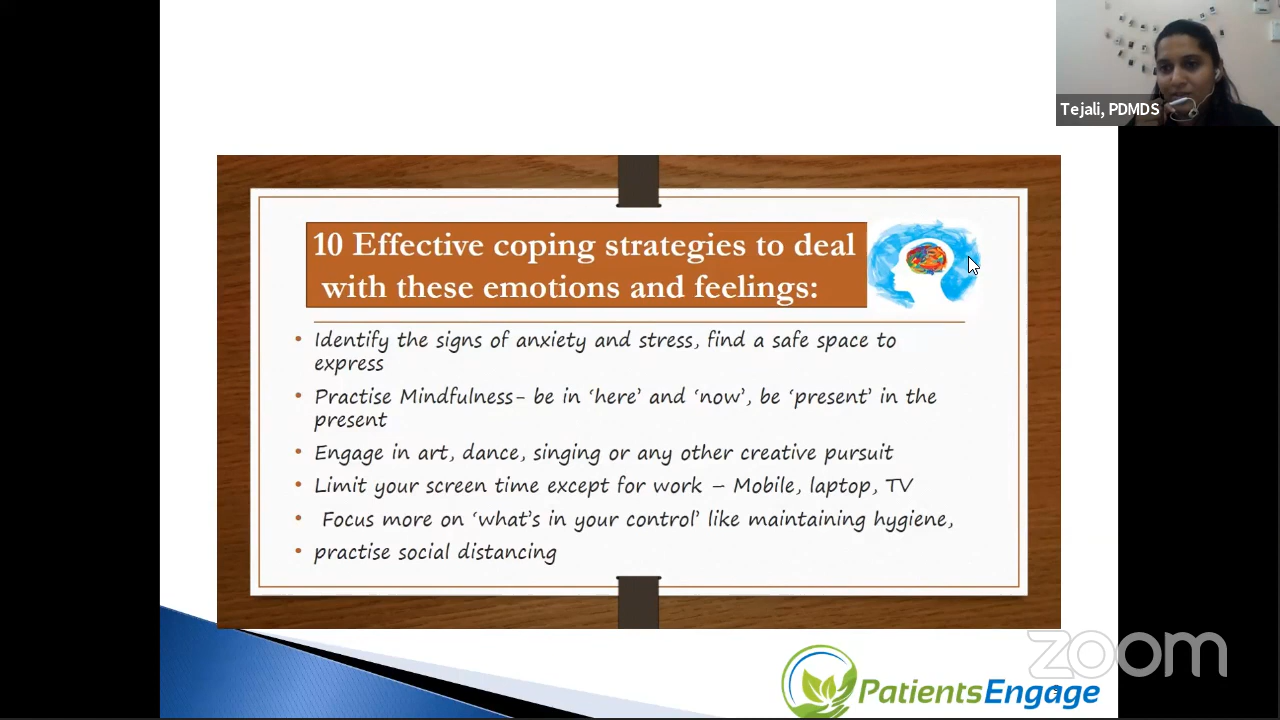 Tejali, PDMDS
10 Effective coping strategies to deal
with these emotions and feelings:
• Identify the signs of anxiety and stress, find a safe space to
express
• Practise Mindfulness- be in ‘here’ and ‘now’, be ‘present’ in the
present
• Engage in art, dance, singing or any other creative pursuit
• Limit your screen time except for work – Mobile, laptop, TV
• Focus more on ‘what’s in your control’ like maintaining hygiene,
• practise social distancing
zoom
PatientsEngage